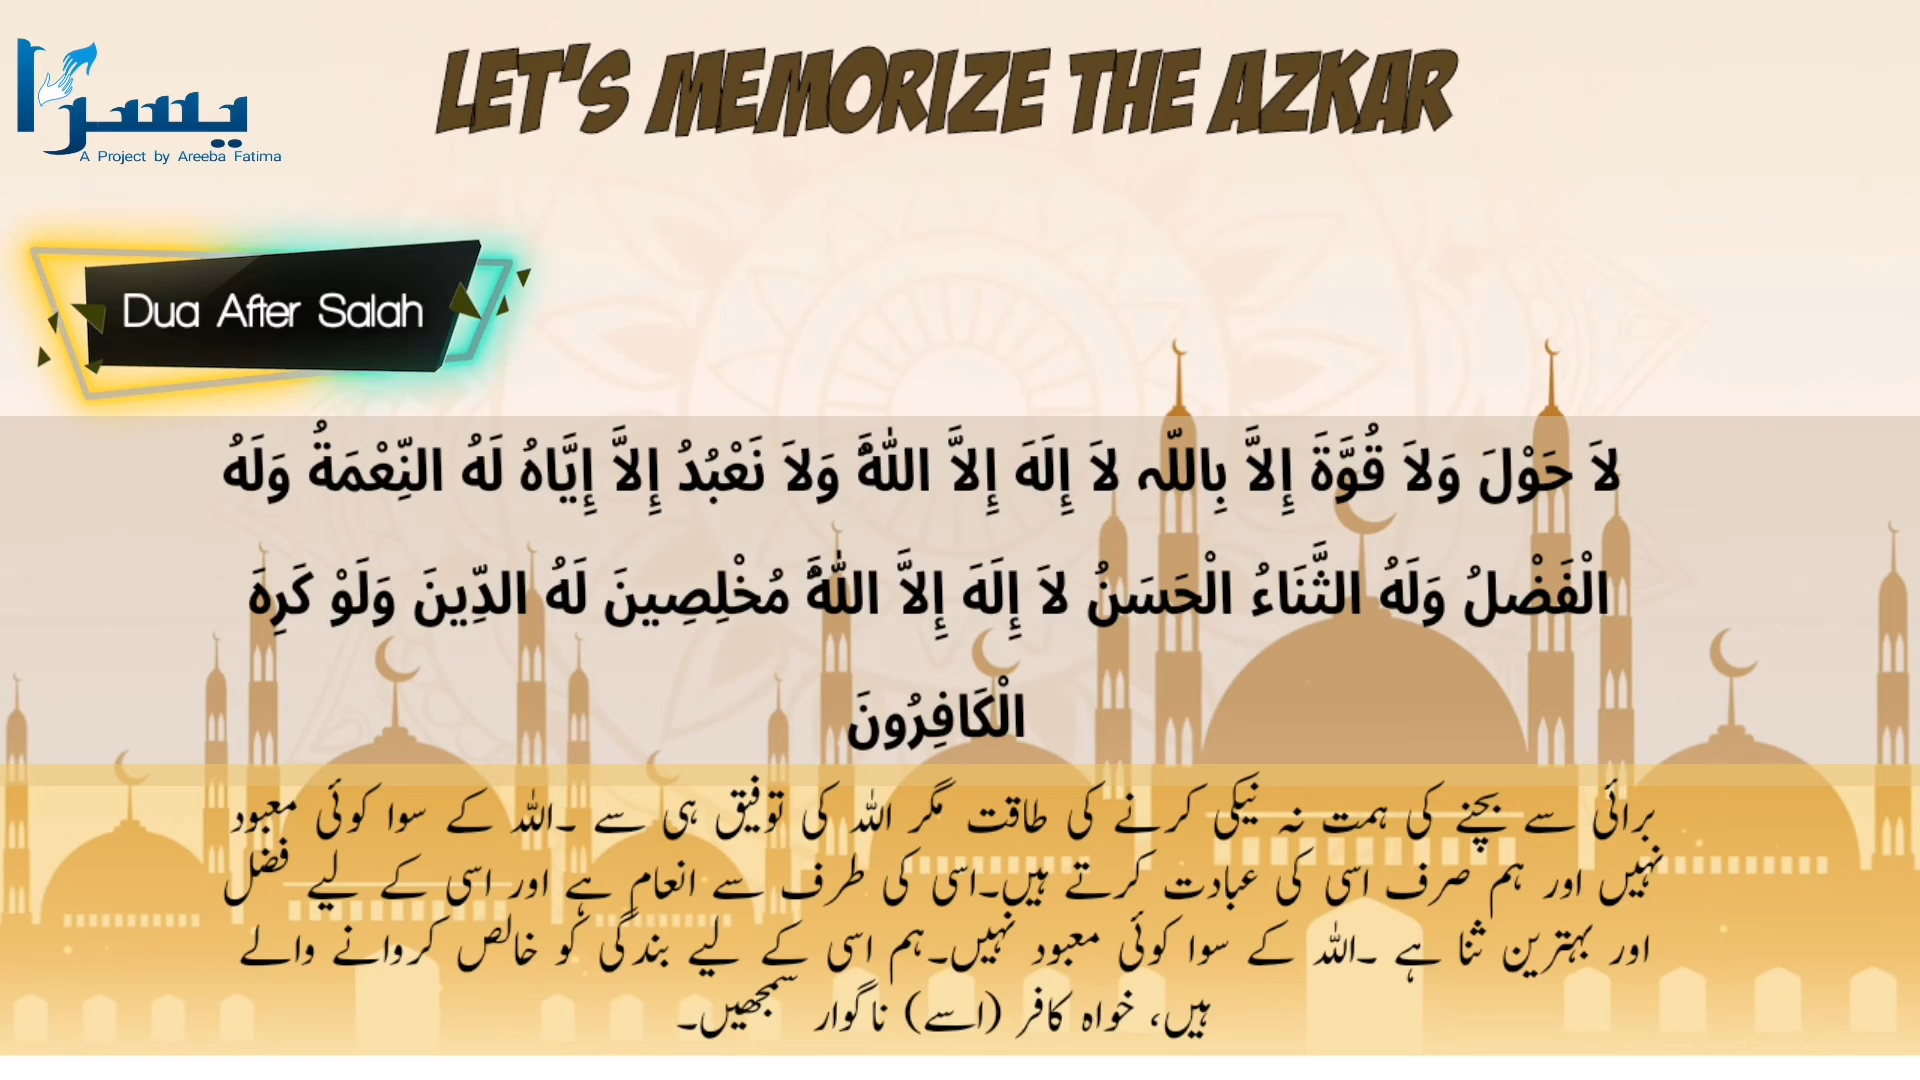 LET'S MEMORIZE THE AZKAR
یسرا
A Project by Areeba Fatima
Dua After Salah
لاَ حَوْلَ وَلاَ قُوَّةَ إِلاَّ بِاللّہ لاَ إِلَهَ إِلاَّ اللهَُّ وَلاَ نَعْبُدُ إِلاَّ إِيَّاهُ لَهُ النِّعْمَةُ وَلَهُ
الْفَضْلُ وَلَهُ الثَّنَاءُ الْحَسَنُ لاَ إِلَهَ إِلاَّ اللهَُّ مُخْلِصِينَ لَهُ الدِّينَ وَلَوْ كَرِهَ
الْكَافِرُونَ
برائی سے بچنے کی ہمت نہ نیکی کرنے کی طاقت مگر اللہ کی توفیق ہی سے ۔اللہ کے سوا کوئی معبود
نہیں اور ہم صرف اسی کی عبادت کرتے ہیں۔اسی کی طرف سے انعام ہے اور اسی کے لیے فضل
اور بہترین ثنا ہے ۔اللہ کے سوا کوئی معبود نہیں۔ہم اسی کے لیے بندگی کو خالص کروانے والے
ہیں، خواہ کافر (اسے) ناگوار سمجھیں۔